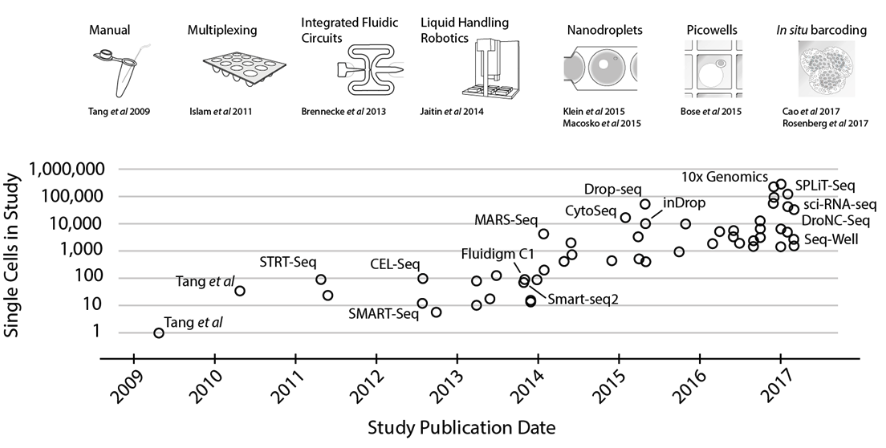 Manual
Multiplexing
Integrated Fluidic
Circuits
Liquid Handling
Robotics
Nanodroplets
Picowells
In situ barcoding
Tang et al 2009
Islam et al 2011
Brennecke et al 2013
Jaitin et al 2014
Klein et al 2015
Macosko et al 2015
Bose et al 2015
Cao et al 2017
Rosenberg et al 2017
Single Cells in Study
1,000,000
100,000
10,000
1,000
100
10
1
10x Genomics
SPLiT-Seq
Drop-seq
inDrop
sci-RNA-seq
CytoSeq
DroNC-Seq
MARS-Seq
Seq-Well
Fluidigm C1
STRT-Seq
CEL-Seq
Tang et al
Smart-seq2
SMART-Seq
Tang et al
2009
2010
2011
2012
2013
2014
2015
2016
2017
Study Publication Date